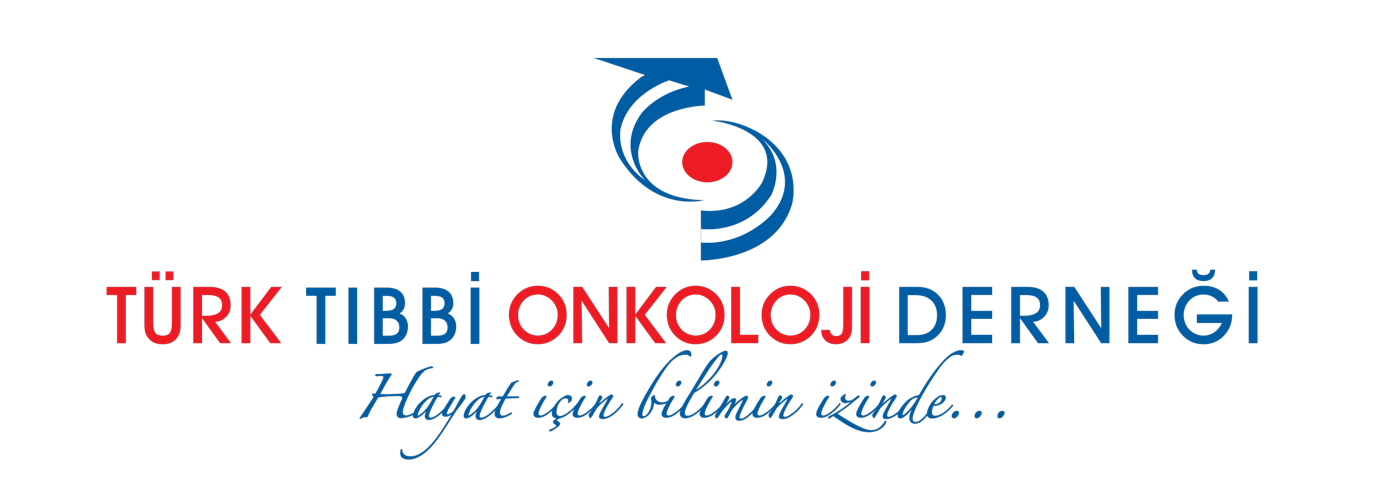 TÜRK TIBBİ ONKOLOJİ DERNEĞİ
Hayat için bilimin izinde...